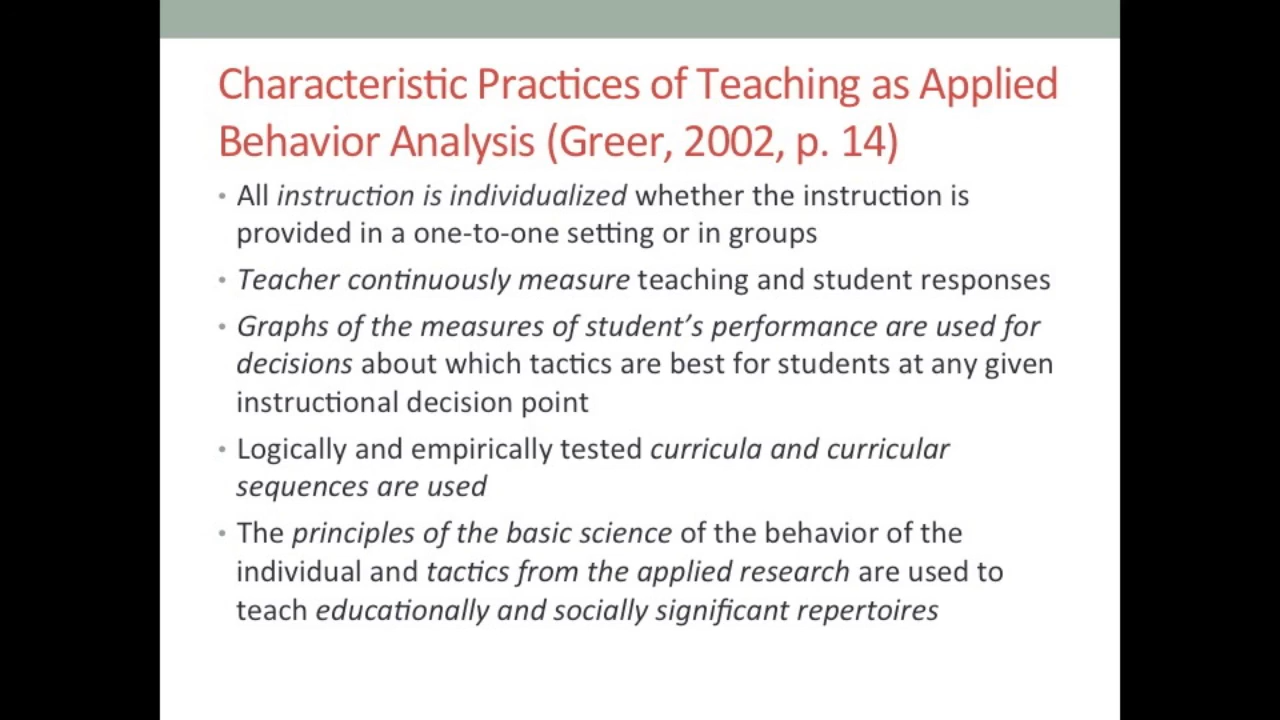 Characteristic Practices of Teaching as Applied
Behavior Analysis (Greer, 2002, p. 14)
• All instruction is individualized whether the instruction is
provided in a one-to-one setting or in groups
• Teacher continuously measure teaching and student responses
• Graphs of the measures of student’s performance are used for
decisions about which tactics are best for students at any given
instructional decision point
• Logically and empirically tested curricula and curricular
sequences are used
• The principles of the basic science of the behavior of the
individual and tactics from the applied research are used to
teach educationally and socially significant repertoires